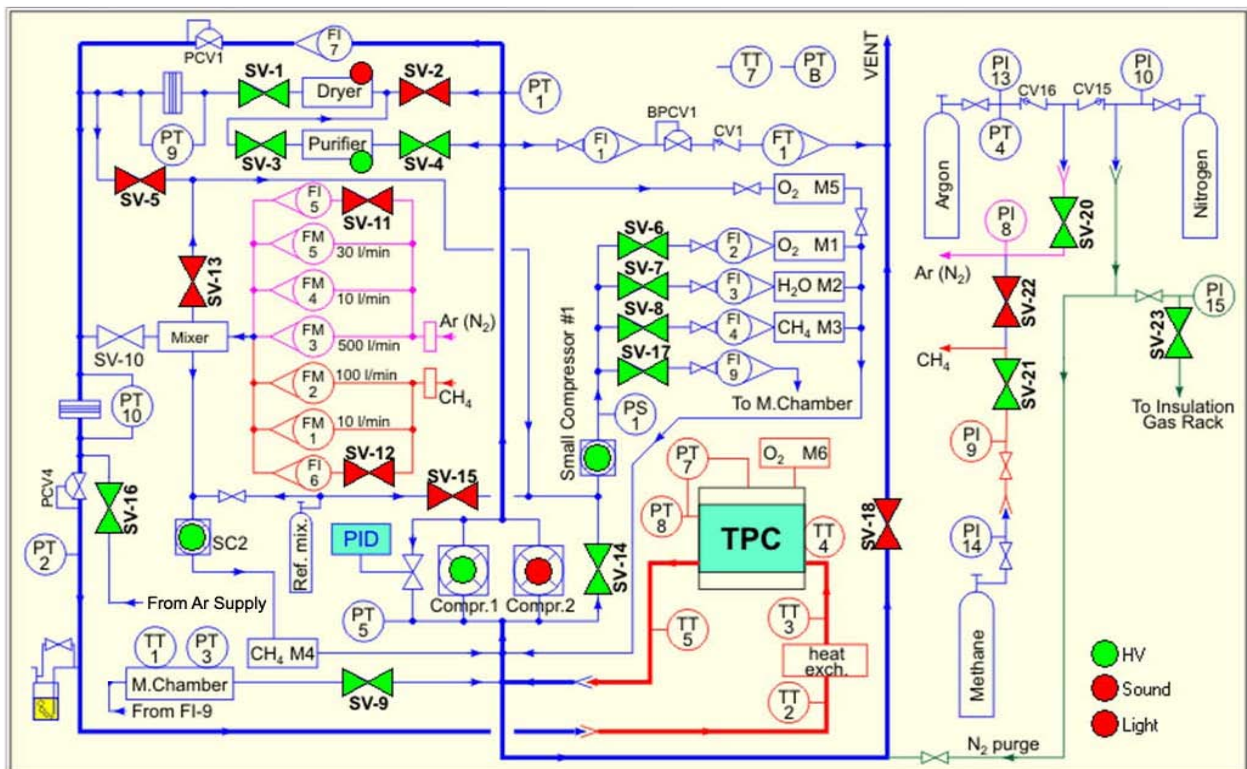 PCV1
FI
7
SV-1
Dryer
SV-2
PT
1
TT
7
PT
B
VENT
PI
13
CV16
CV15
PI
10
PT
9
SV-3
Purifier
SV-4
FI
1
BPCV1
CV1
FT
1
PT
4
Argon
Nitrogen
SV-5
FI
5
SV-11
O₂ M5
SV-20
PI
8
Ar (N₂)
FM
5
30 l/min
SV-6
FI
2
O₂ M1
SV-13
FM
4
10 l/min
SV-7
FI
3
H₂O M2
SV-22
PI
15
SV-23
SV-10
Mixer
FM
3
500 l/min
Ar (N₂)
SV-8
FI
4
CH₄ M3
CH₄
SV-21
FM
2
100 l/min
CH₄
SV-17
FI
9
To M.Chamber
To Insulation
Gas Rack
PT
10
FM
1
10 l/min
Small Compressor #1
PS
1
PI
9
FI
6
SV-12
SV-15
PT
7
O₂ M6
PCV4
SV-16
PT
8
TPC
TT
4
SV-18
PI
14
PT
2
SC2
Ref. mix.
PID
SV-14
From Ar Supply
Compr.1
Compr.2
PT
5
TT
5
TT
3
Methane
TT
1
PT
3
CH₄ M4
heat
exch.
HV
M.Chamber
SV-9
TT
2
Sound
From FI-9
Light
N₂ purge